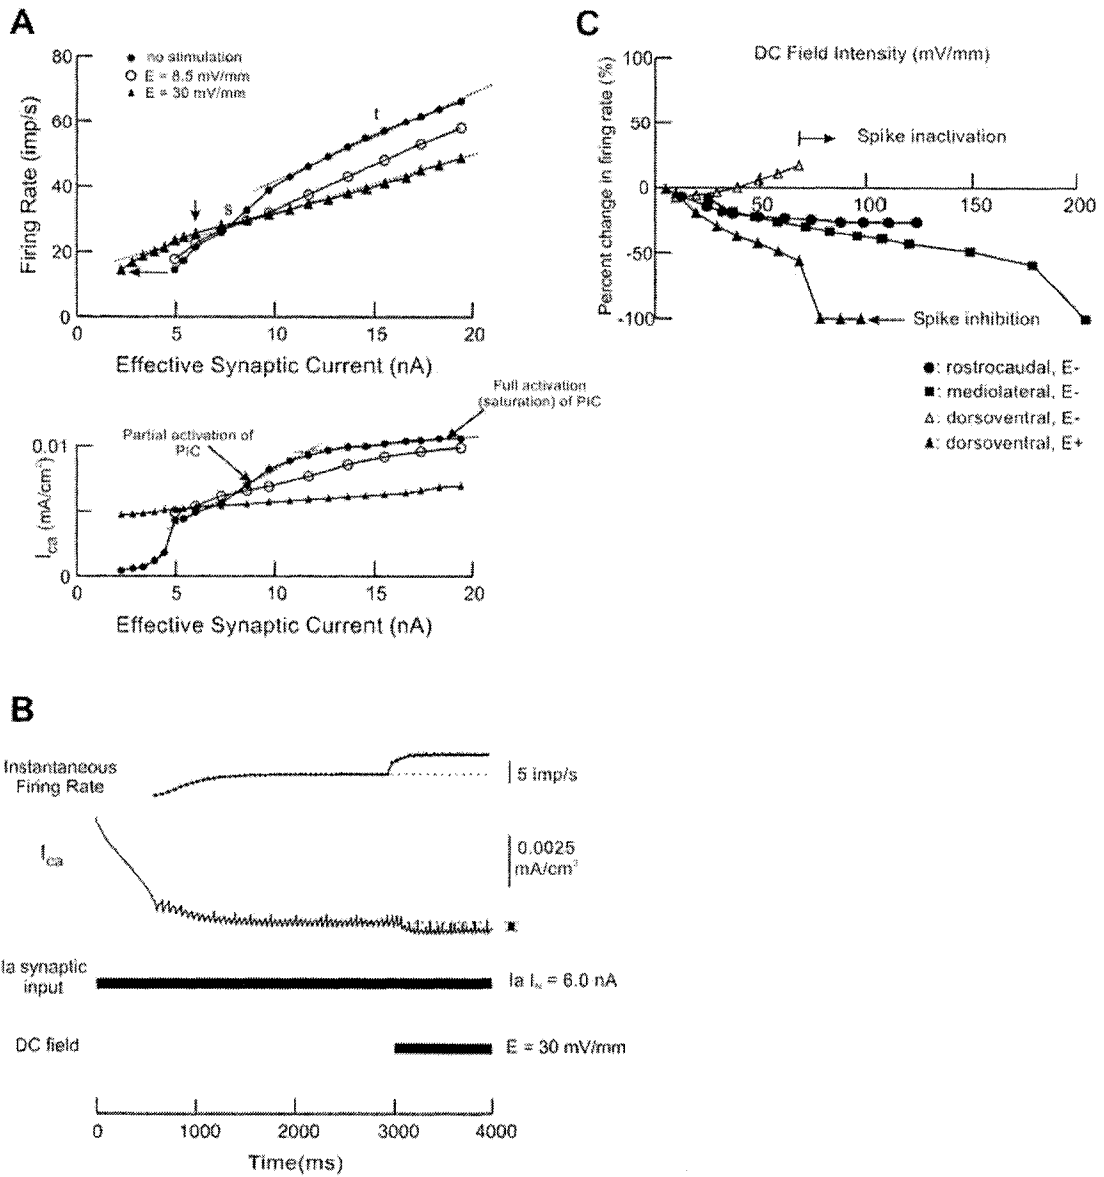 A
80
60
40
20
0
Firing Rate (imp/s)
no stimulation
E = 8.5 mV/mm
E = 30 mV/mm
t
s
0 5 10 15 20
Effective Synaptic Current (nA)
Full activation
(saturation) of PIC
Partial activation of
PIC
0.01
0
Ica (mA/cm²)
0 5 10 15 20
Effective Synaptic Current (nA)
B
Instantaneous
Firing Rate
5 imp/s
Ica
0.0025
mA/cm²
Ia synaptic
input
Ia IN = 6.0 nA
DC field
E = 30 mV/mm
0 1000 2000 3000 4000
Time(ms)
C
DC Field Intensity (mV/mm)
100
50
0
-50
-100
Percent change in firing rate (%)
Spike inactivation
50 100 150 200
Spike inhibition
: rostrocaudal, E-
: mediolateral, E-
: dorsoventral, E-
: dorsoventral, E+